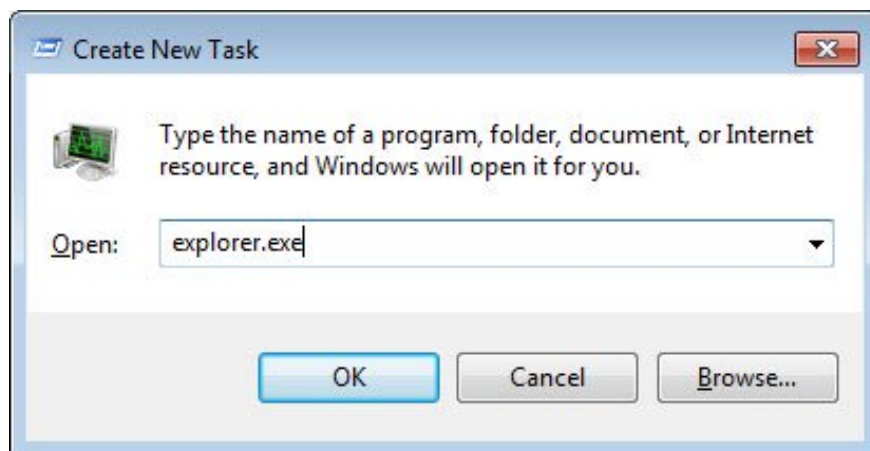 Create New Task
Type the name of a program, folder, document, or Internet
resource, and Windows will open it for you.
Open: explorer.exe
OK Cancel Browse...